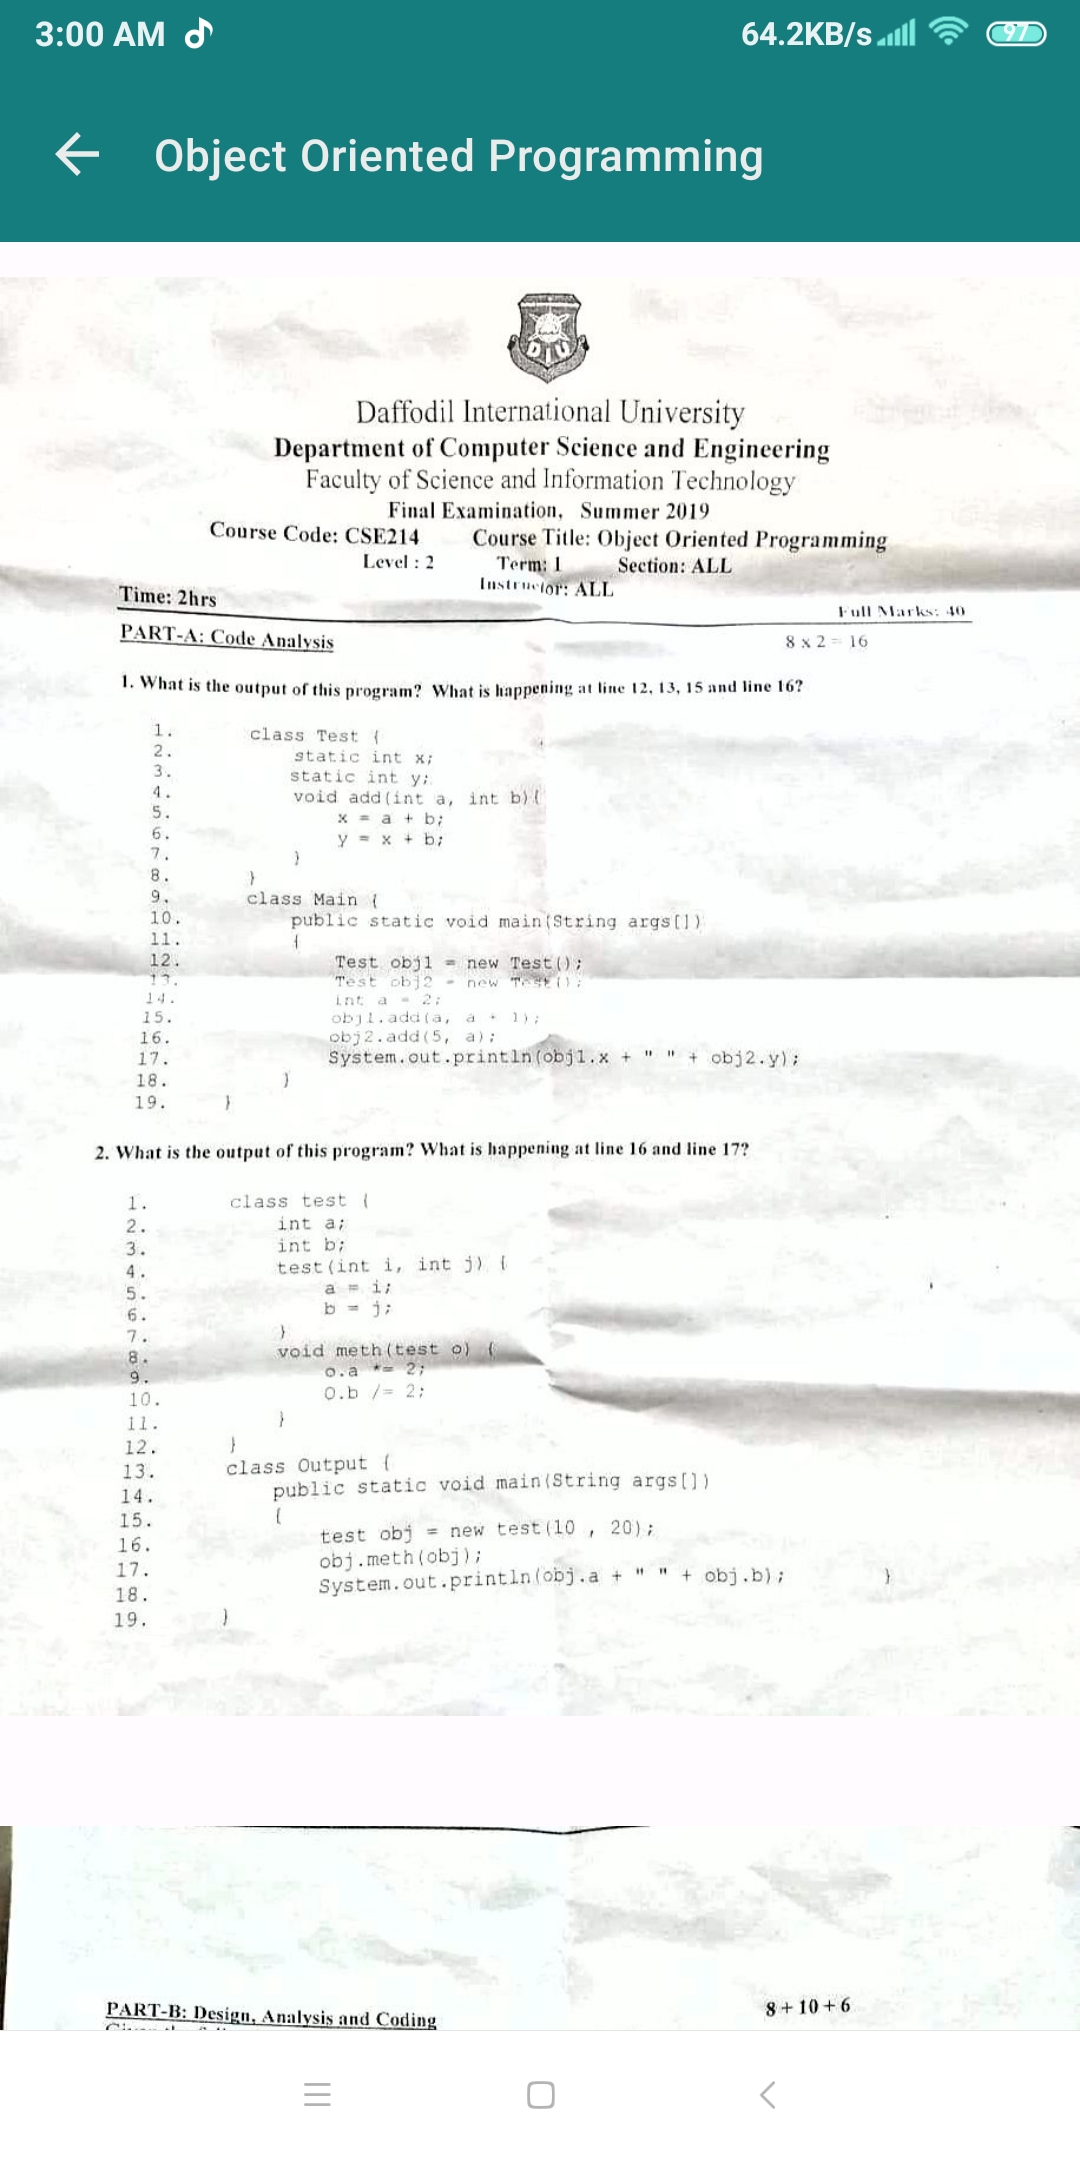 3:00 AM
64.2KB/s
97
Object Oriented Programming
DIU
Daffodil International University
Department of Computer Science and Engineering
Faculty of Science and Information Technology
Final Examination, Summer 2019
Course Code: CSE214 Course Title: Object Oriented Programming
Level : 2 Term: 1 Section: ALL
Instructor: ALL
Time: 2hrs
Full Marks: 40
PART-A: Code Analysis
8 x 2 = 16
1. What is the output of this program? What is happening at line 12, 13, 15 and line 16?
1. class Test {
2. static int x;
3. static int y;
4. void add(int a, int b){
5. x = a + b;
6. y = x + b;
7. }
8. }
9. class Main {
10. public static void main(String args[])
11. {
12. Test obj1 = new Test();
13. Test obj2 = new Test();
14. int a = 2;
15. obj1.add(a, a + 1);
16. obj2.add(5, a);
17. System.out.println(obj1.x + " " + obj2.y);
18. }
19. }
2. What is the output of this program? What is happening at line 16 and line 17?
1. class test {
2. int a;
3. int b;
4. test(int i, int j) {
5. a = i;
6. b = j;
7. }
8. void meth(test o) {
9. o.a *= 2;
10. O.b /= 2;
11. }
12. }
13. class Output {
14. public static void main(String args[])
15. {
16. test obj = new test(10 , 20);
17. obj.meth(obj);
18. System.out.println(obj.a + " " + obj.b); }
19. }
PART-B: Design, Analysis and Coding
8 + 10 + 6